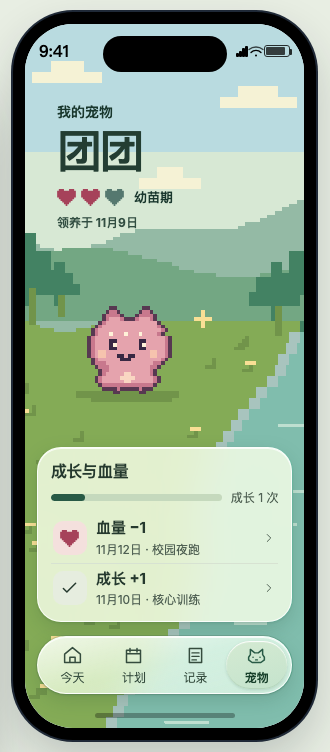 9:41
我的宠物
团团
幼苗期
领养于 11月9日
成长与血量
成长 1 次
血量 −1
11月12日 · 校园夜跑
成长 +1
11月10日 · 核心训练
今天 计划 记录 宠物